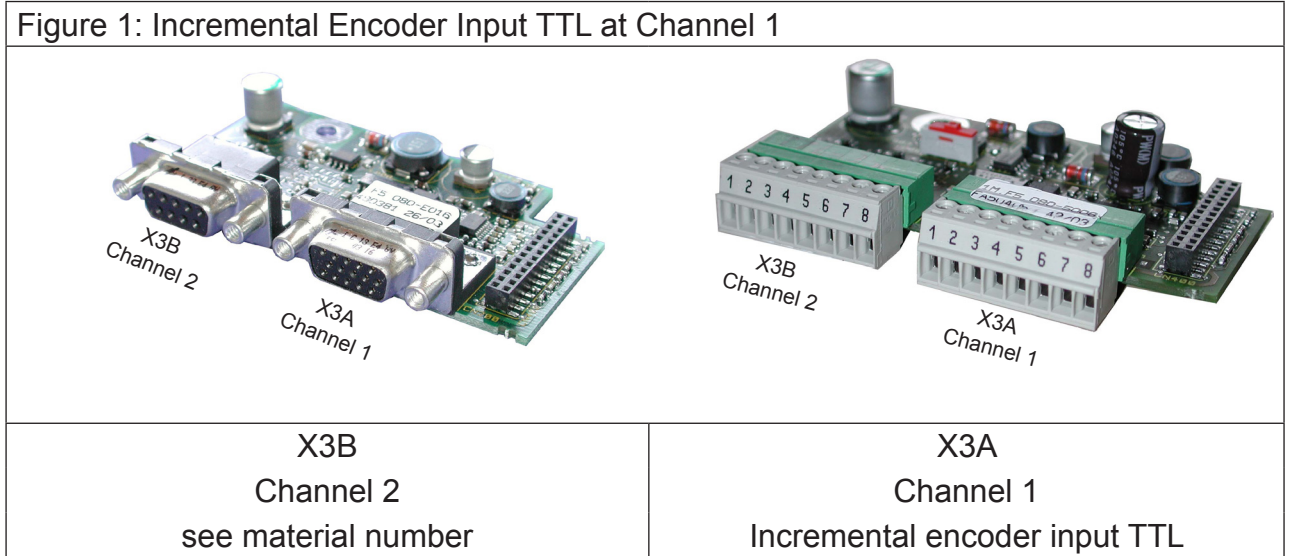 Figure 1: Incremental Encoder Input TTL at Channel 1
X3B
Channel 2
X3A
Channel 1
1 2 3 4 5 6 7 8
X3B
Channel 2
1 2 3 4 5 6 7 8
X3A
Channel 1
X3B
Channel 2
see material number
X3A
Channel 1
Incremental encoder input TTL